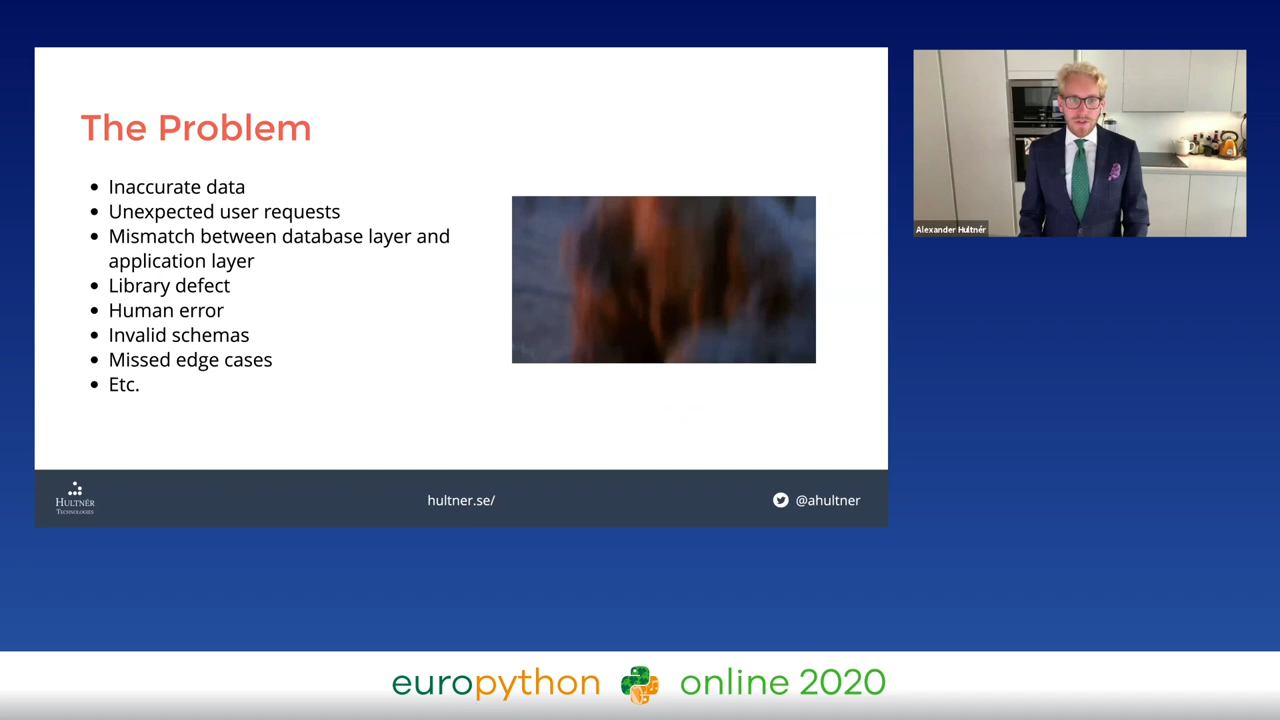 The Problem
• Inaccurate data
• Unexpected user requests
• Mismatch between database layer and
application layer
• Library defect
• Human error
• Invalid schemas
• Missed edge cases
• Etc.
Alexander Hultnér
HULTNÉR
TECHNOLOGIES
hultner.se/
@ahultner
europython online 2020